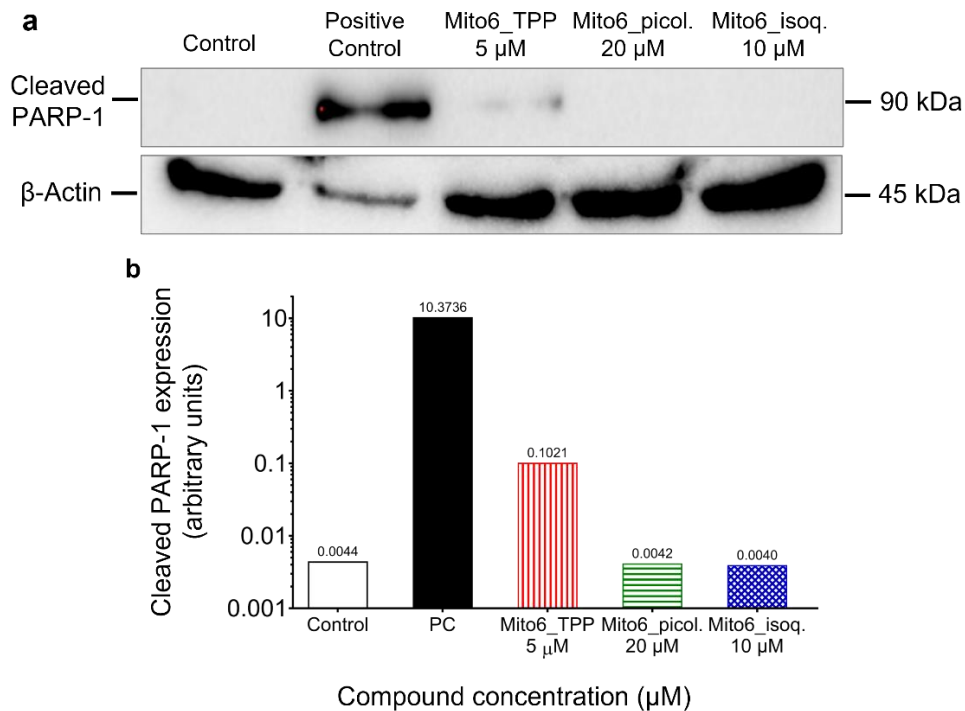 a
Control
Positive
Control
Mito6_TPP
5 µM
Mito6_picol.
20 µM
Mito6_isoq.
10 µM
Cleaved
PARP-1
90 kDa
β-Actin
45 kDa
b
Cleaved PARP-1 expression
(arbitrary units)
10
1
0.1
0.01
0.001
0.0044
10.3736
0.1021
0.0042
0.0040
Control
PC
Mito6_TPP
5 µM
Mito6_picol.
20 µM
Mito6_isoq.
10 µM
Compound concentration (µM)